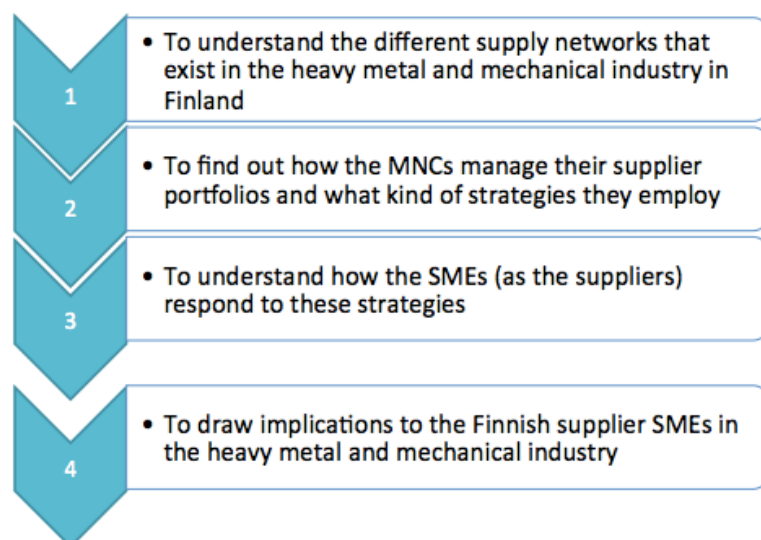 1
• To understand the different supply networks that
exist in the heavy metal and mechanical industry in
Finland
2
• To find out how the MNCs manage their supplier
portfolios and what kind of strategies they employ
3
• To understand how the SMEs (as the suppliers)
respond to these strategies
4
• To draw implications to the Finnish supplier SMEs in
the heavy metal and mechanical industry